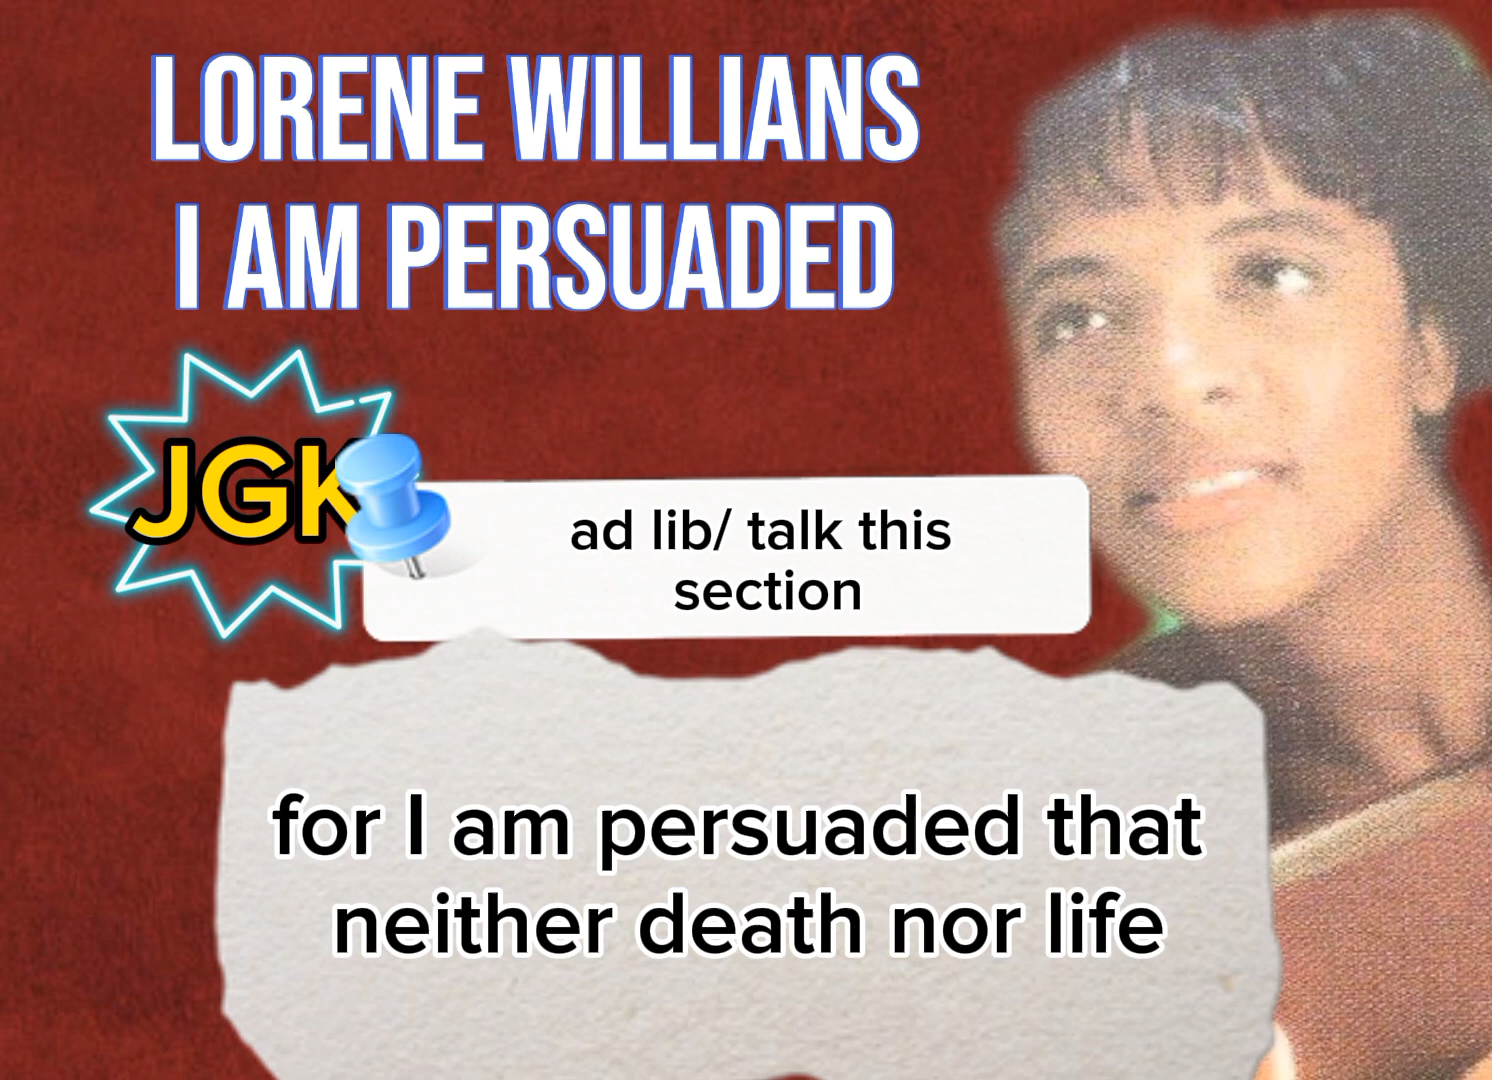 LORENE WILLIANS
I AM PERSUADED
JGK
ad lib/ talk this
section
for I am persuaded that
neither death nor life